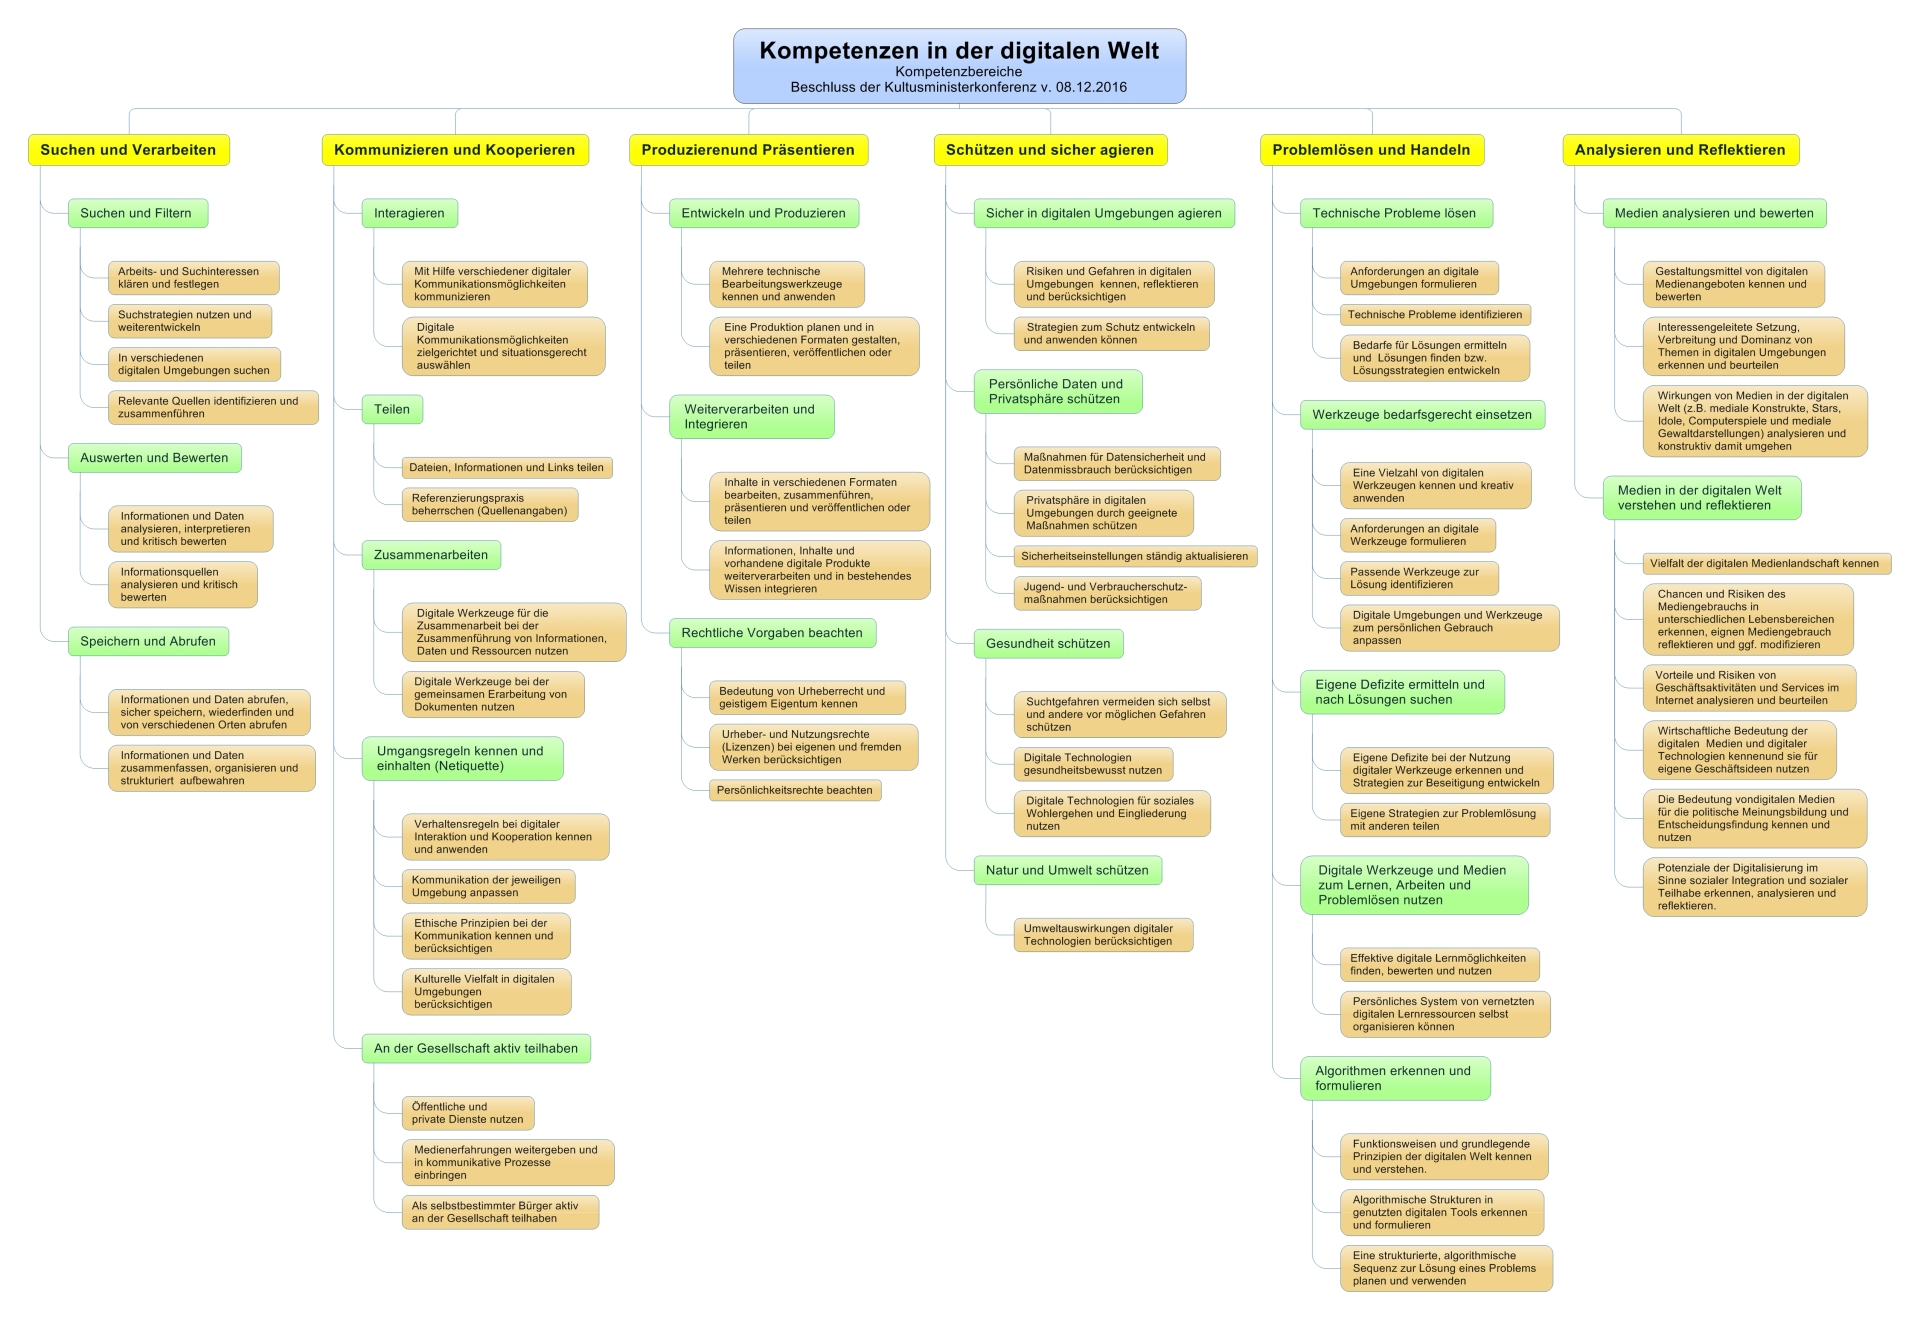 Kompetenzen in der digitalen Welt
Kompetenzbereiche
Beschluss der Kultusministerkonferenz v. 08.12.2016
Suchen und Verarbeiten
Suchen und Filtern
Arbeits- und Suchinteressen
klären und festlegen
Suchstrategien nutzen und
weiterentwickeln
In verschiedenen
digitalen Umgebungen suchen
Relevante Quellen identifizieren und
zusammenführen
Auswerten und Bewerten
Informationen und Daten
analysieren, interpretieren
und kritisch bewerten
Informationsquellen
analysieren und kritisch
bewerten
Speichern und Abrufen
Informationen und Daten abrufen,
sicher speichern, wiederfinden und
von verschiedenen Orten abrufen
Informationen und Daten
zusammenfassen, organisieren und
strukturiert  aufbewahren
Kommunizieren und Kooperieren
Interagieren
Mit Hilfe verschiedener digitaler
Kommunikationsmöglichkeiten
kommunizieren
Digitale
Kommunikationsmöglichkeiten
zielgerichtet und situationsgerecht
auswählen
Teilen
Dateien, Informationen und Links teilen
Referenzierungspraxis
beherrschen (Quellenangaben)
Zusammenarbeiten
Digitale Werkzeuge für die
Zusammenarbeit bei der
Zusammenführung von Informationen,
Daten und Ressourcen nutzen
Digitale Werkzeuge bei der
gemeinsamen Erarbeitung von
Dokumenten nutzen
Umgangsregeln kennen und
einhalten (Netiquette)
Verhaltensregeln bei digitaler
Interaktion und Kooperation kennen
und anwenden
Kommunikation der jeweiligen
Umgebung anpassen
Ethische Prinzipien bei der
Kommunikation kennen und
berücksichtigen
Kulturelle Vielfalt in digitalen
Umgebungen
berücksichtigen
An der Gesellschaft aktiv teilhaben
Öffentliche und
private Dienste nutzen
Medienerfahrungen weitergeben und
in kommunikative Prozesse
einbringen
Als selbstbestimmter Bürger aktiv
an der Gesellschaft teilhaben
Produzierenund Präsentieren
Entwickeln und Produzieren
Mehrere technische
Bearbeitungswerkzeuge
kennen und anwenden
Eine Produktion planen und in
verschiedenen Formaten gestalten,
präsentieren, veröffentlichen oder
teilen
Weiterverarbeiten und
Integrieren
Inhalte in verschiedenen Formaten
bearbeiten, zusammenführen,
präsentieren und veröffentlichen oder
teilen
Informationen, Inhalte und
vorhandene digitale Produkte
weiterverarbeiten und in bestehendes
Wissen integrieren
Rechtliche Vorgaben beachten
Bedeutung von Urheberrecht und
geistigem Eigentum kennen
Urheber- und Nutzungsrechte
(Lizenzen) bei eigenen und fremden
Werken berücksichtigen
Persönlichkeitsrechte beachten
Schützen und sicher agieren
Sicher in digitalen Umgebungen agieren
Risiken und Gefahren in digitalen
Umgebungen  kennen, reflektieren
und berücksichtigen
Strategien zum Schutz entwickeln
und anwenden können
Persönliche Daten und
Privatsphäre schützen
Maßnahmen für Datensicherheit und
Datenmissbrauch berücksichtigen
Privatsphäre in digitalen
Umgebungen durch geeignete
Maßnahmen schützen
Sicherheitseinstellungen ständig aktualisieren
Jugend- und Verbraucherschutz-
maßnahmen berücksichtigen
Gesundheit schützen
Suchtgefahren vermeiden sich selbst
und andere vor möglichen Gefahren
schützen
Digitale Technologien
gesundheitsbewusst nutzen
Digitale Technologien für soziales
Wohlergehen und Eingliederung
nutzen
Natur und Umwelt schützen
Umweltauswirkungen digitaler
Technologien berücksichtigen
Problemlösen und Handeln
Technische Probleme lösen
Anforderungen an digitale
Umgebungen formulieren
Technische Probleme identifizieren
Bedarfe für Lösungen ermitteln
und  Lösungen finden bzw.
Lösungsstrategien entwickeln
Werkzeuge bedarfsgerecht einsetzen
Eine Vielzahl von digitalen
Werkzeugen kennen und kreativ
anwenden
Anforderungen an digitale
Werkzeuge formulieren
Passende Werkzeuge zur
Lösung identifizieren
Digitale Umgebungen und Werkzeuge
zum persönlichen Gebrauch
anpassen
Eigene Defizite ermitteln und
nach Lösungen suchen
Eigene Defizite bei der Nutzung
digitaler Werkzeuge erkennen und
Strategien zur Beseitigung entwickeln
Eigene Strategien zur Problemlösung
mit anderen teilen
Digitale Werkzeuge und Medien
zum Lernen, Arbeiten und
Problemlösen nutzen
Effektive digitale Lernmöglichkeiten
finden, bewerten und nutzen
Persönliches System von vernetzten
digitalen Lernressourcen selbst
organisieren können
Algorithmen erkennen und
formulieren
Funktionsweisen und grundlegende
Prinzipien der digitalen Welt kennen
und verstehen.
Algorithmische Strukturen in
genutzten digitalen Tools erkennen
und formulieren
Eine strukturierte, algorithmische
Sequenz zur Lösung eines Problems
planen und verwenden
Analysieren und Reflektieren
Medien analysieren und bewerten
Gestaltungsmittel von digitalen
Medienangeboten kennen und
bewerten
Interessengeleitete Setzung,
Verbreitung und Dominanz von
Themen in digitalen Umgebungen
erkennen und beurteilen
Wirkungen von Medien in der digitalen
Welt (z.B. mediale Konstrukte, Stars,
Idole, Computerspiele und mediale
Gewaltdarstellungen) analysieren und
konstruktiv damit umgehen
Medien in der digitalen Welt
verstehen und reflektieren
Vielfalt der digitalen Medienlandschaft kennen
Chancen und Risiken des
Mediengebrauchs in
unterschiedlichen Lebensbereichen
erkennen, eignen Mediengebrauch
reflektieren und ggf. modifizieren
Vorteile und Risiken von
Geschäftsaktivitäten und Services im
Internet analysieren und beurteilen
Wirtschaftliche Bedeutung der
digitalen  Medien und digitaler
Technologien kennenund sie für
eigene Geschäftsideen nutzen
Die Bedeutung vondigitalen Medien
für die politische Meinungsbildung und
Entscheidungsfindung kennen und
nutzen
Potenziale der Digitalisierung im
Sinne sozialer Integration und sozialer
Teilhabe erkennen, analysieren und
reflektieren.